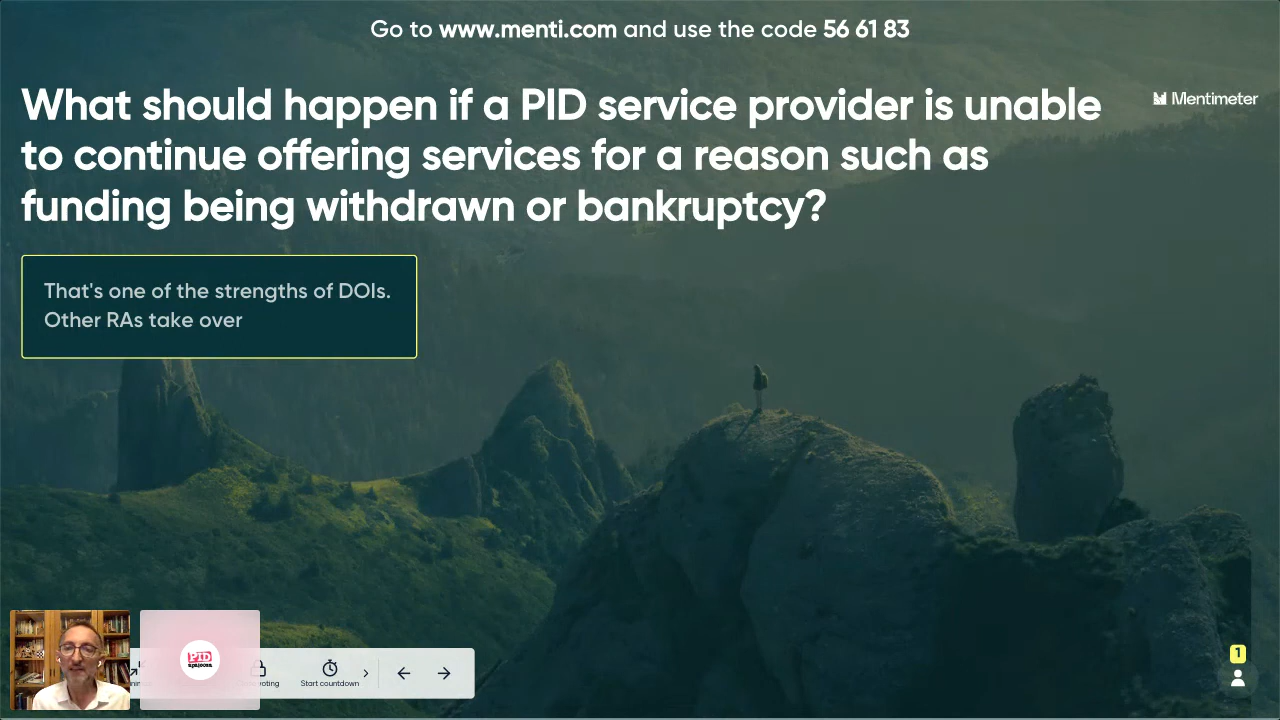 Go to www.menti.com and use the code 56 61 83
What should happen if a PID service provider is unable
to continue offering services for a reason such as
funding being withdrawn or bankruptcy?
Mentimeter
That's one of the strengths of DOIs.
Other RAs take over
PID
Start countdown
1